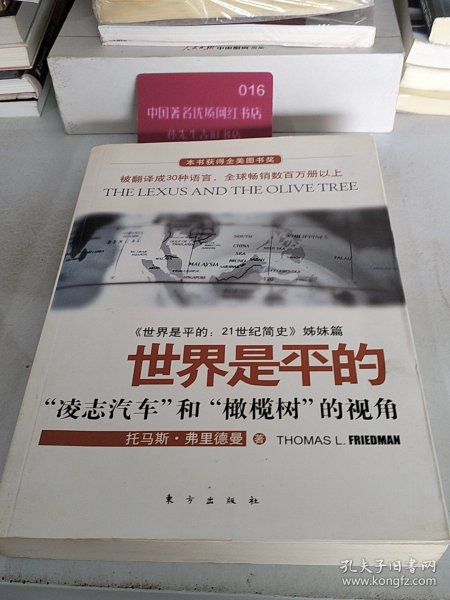 016
中国著名优质网红书店
本书获得全美图书奖
被翻译成30种语言，全球畅销数百万册以上
THE LEXUS AND THE OLIVE TREE
PHILIPPINES
SOUTH
CHINA
SEA
MALAYSIA
PALAU
《世界是平的：21世纪简史》姊妹篇
世界是平的
“凌志汽车”和“橄榄树”的视角
托马斯·弗里德曼 著 THOMAS L. FRIEDMAN
东方出版社
孔夫子旧书网
www.kongfz.com